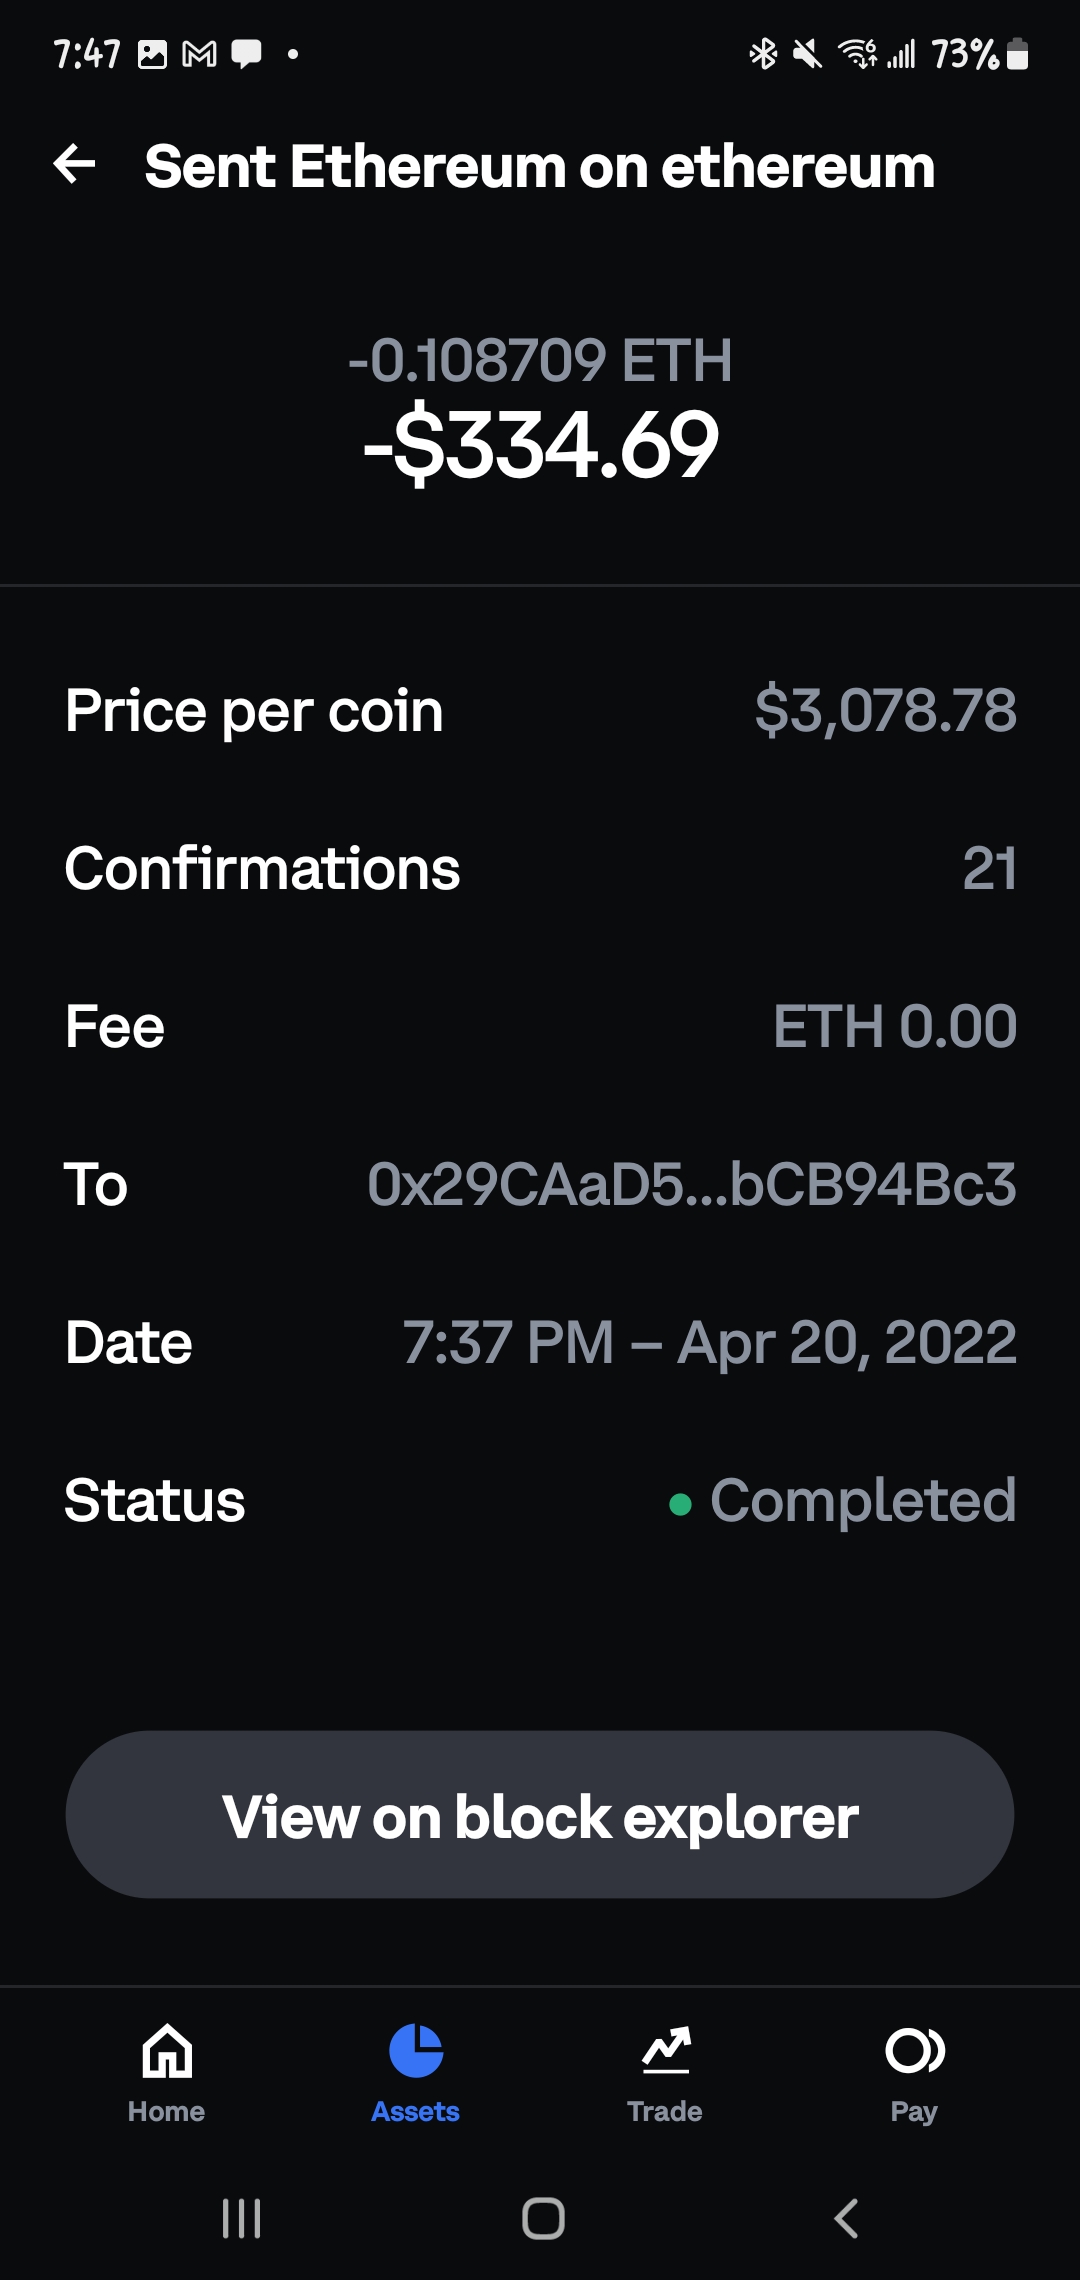 7:47 73%
Sent Ethereum on ethereum
-0.108709 ETH
-$334.69
Price per coin $3,078.78
Confirmations 21
Fee ETH 0.00
To 0x29CAaD5...bCB94Bc3
Date 7:37 PM – Apr 20, 2022
Status Completed
View on block explorer
Home Assets Trade Pay